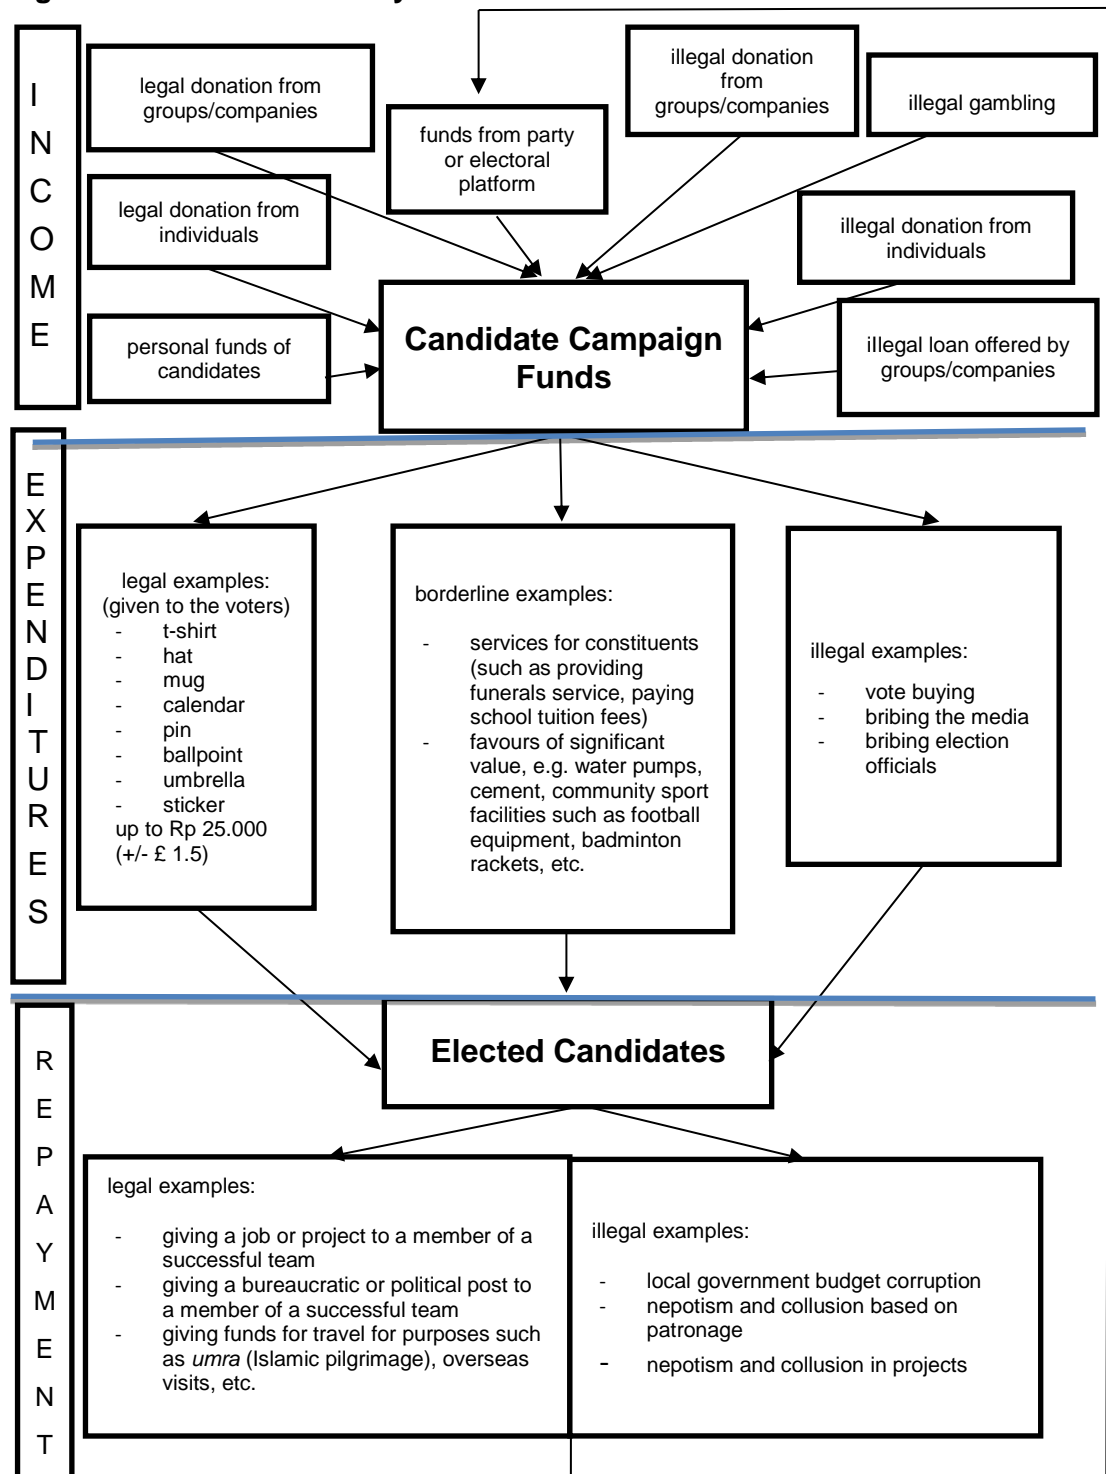 INCOME
legal donation from
groups/companies
funds from party
or electoral
platform
illegal donation
from
groups/companies
illegal gambling
legal donation from
individuals
illegal donation from
individuals
personal funds of
candidates
Candidate Campaign
Funds
illegal loan offered by
groups/companies
EXPENDITURES
legal examples:
(given to the voters)
- t-shirt
- hat
- mug
- calendar
- pin
- ballpoint
- umbrella
- sticker
up to Rp 25.000
(+/- £ 1.5)
borderline examples:
- services for constituents
(such as providing
funerals service, paying
school tuition fees)
- favours of significant
value, e.g. water pumps,
cement, community sport
facilities such as football
equipment, badminton
rackets, etc.
illegal examples:
- vote buying
- bribing the media
- bribing election
officials
REPAYMENT
Elected Candidates
legal examples:
- giving a job or project to a member of a
successful team
- giving a bureaucratic or political post to
a member of a successful team
- giving funds for travel for purposes such
as umra (Islamic pilgrimage), overseas
visits, etc.
illegal examples:
- local government budget corruption
- nepotism and collusion based on
patronage
- nepotism and collusion in projects